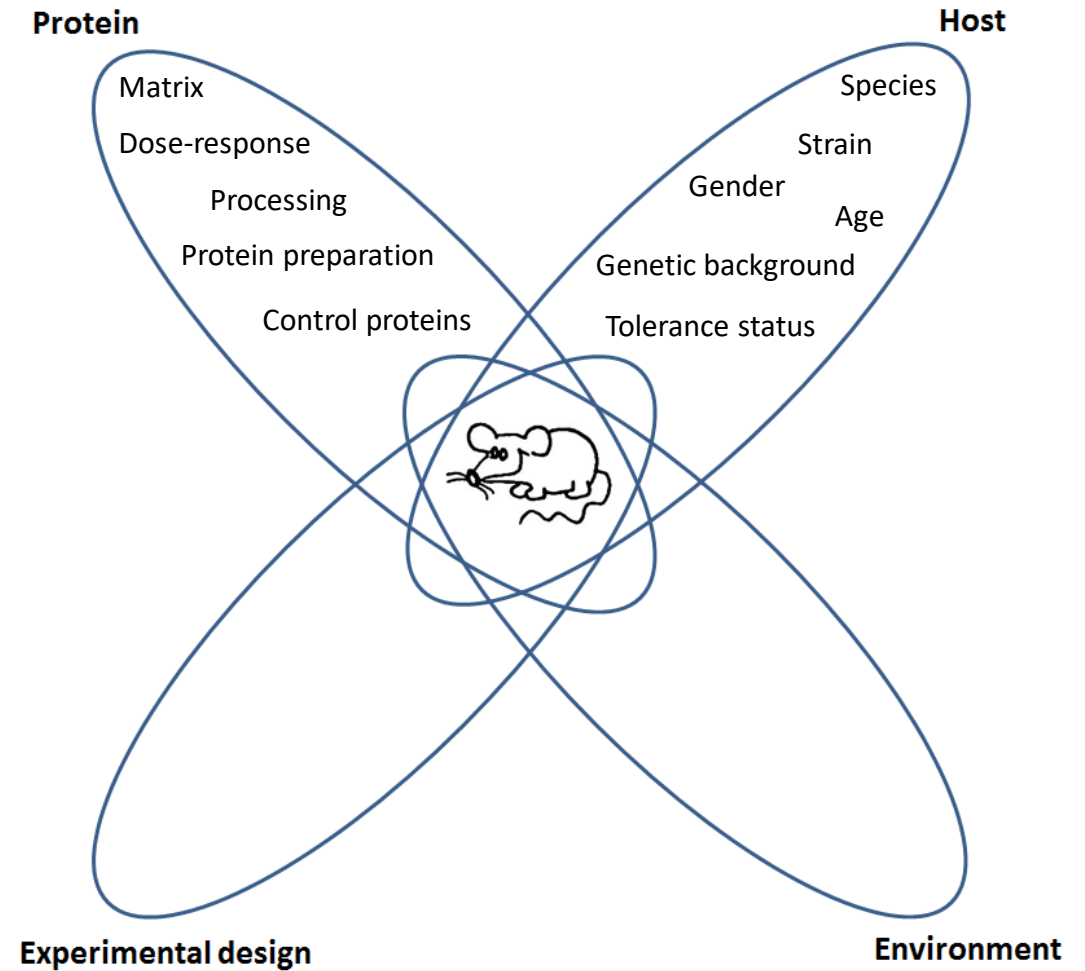 Protein
Host
Matrix
Dose-response
Processing
Protein preparation
Control proteins
Species
Strain
Gender
Age
Genetic background
Tolerance status
Experimental design
Environment